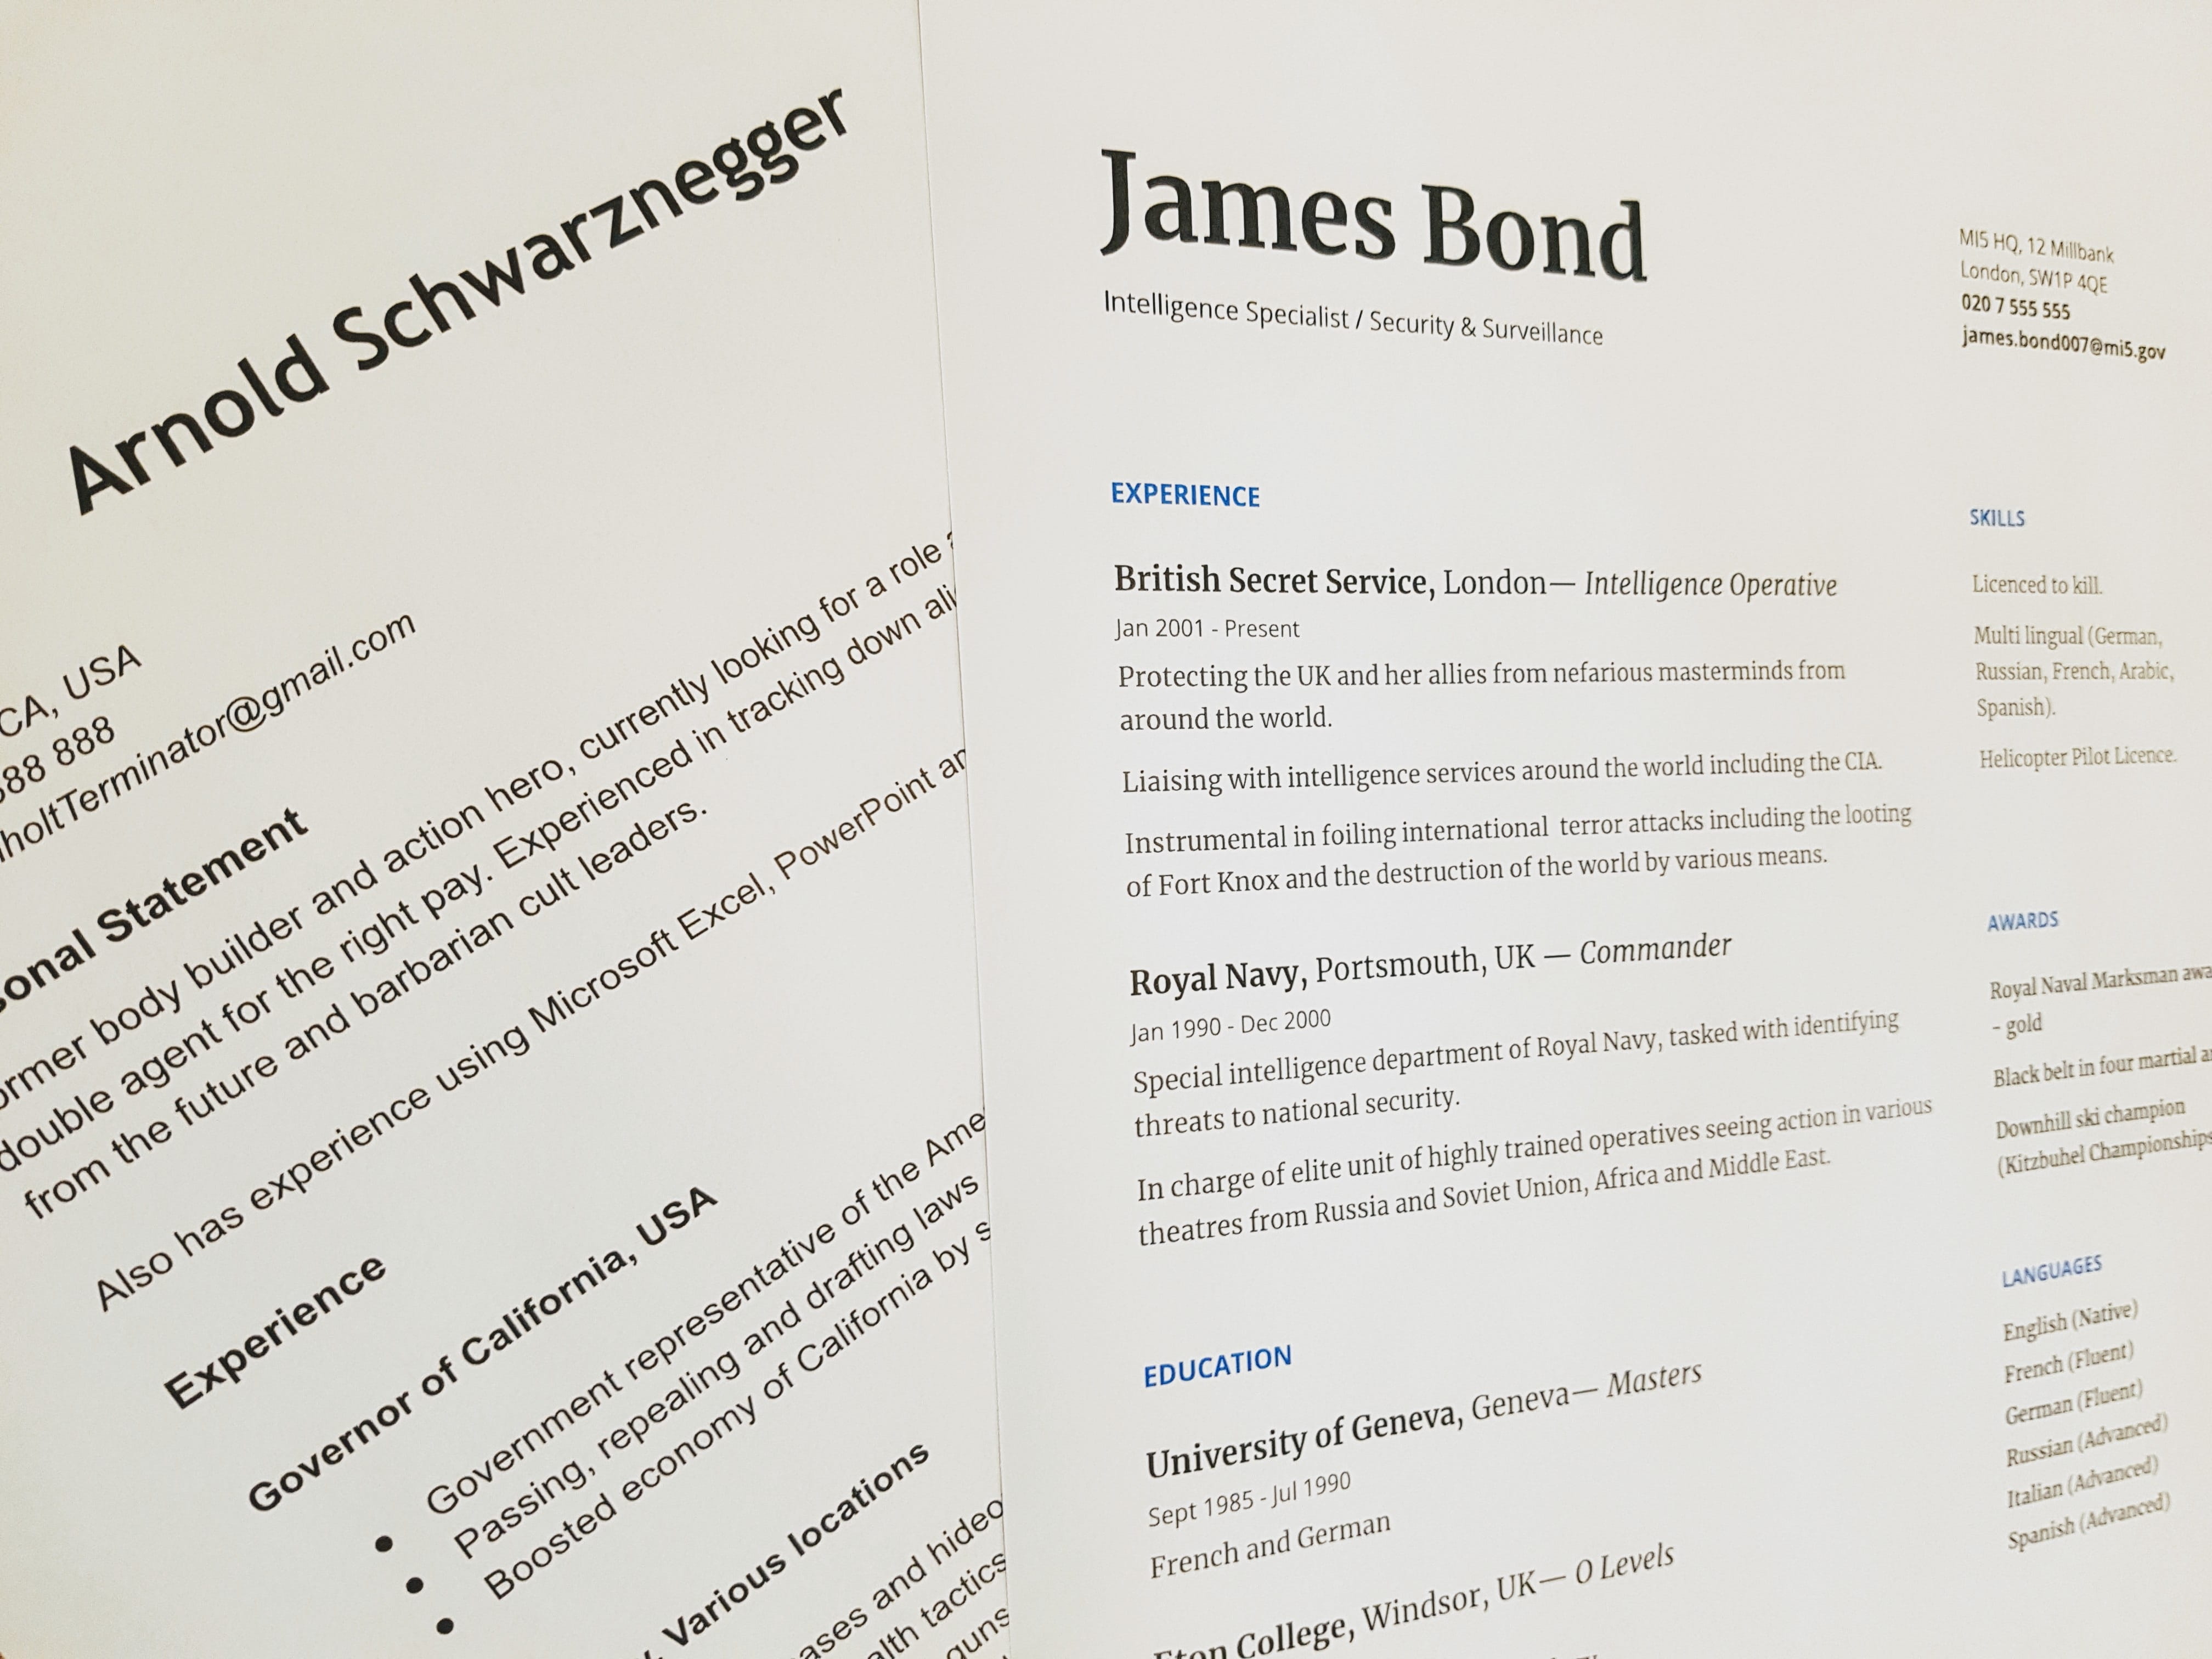 Arnold Schwarznegger
CA, USA
888 888
holtTerminator@gmail.com
sonal Statement
ormer body builder and action hero, currently looking for a role
double agent for the right pay. Experienced in tracking down ali
from the future and barbarian cult leaders.
Also has experience using Microsoft Excel, PowerPoint an
Experience
Governor of California, USA
• Government representative of the Ame
• Passing, repealing and drafting laws
• Boosted economy of California by s
Various locations
ases and hideo
alth tactics
guns
James Bond
Intelligence Specialist / Security & Surveillance
MI5 HQ, 12 Millbank
London, SW1P 4QE
020 7 555 555
james.bond007@mi5.gov
EXPERIENCE
British Secret Service, London— Intelligence Operative
Jan 2001 - Present
Protecting the UK and her allies from nefarious masterminds from
around the world.
Liaising with intelligence services around the world including the CIA.
Instrumental in foiling international terror attacks including the looting
of Fort Knox and the destruction of the world by various means.
Royal Navy, Portsmouth, UK — Commander
Jan 1990 - Dec 2000
Special intelligence department of Royal Navy, tasked with identifying
threats to national security.
In charge of elite unit of highly trained operatives seeing action in various
theatres from Russia and Soviet Union, Africa and Middle East.
EDUCATION
University of Geneva, Geneva— Masters
Sept 1985 - Jul 1990
French and German
Eton College, Windsor, UK— O Levels
SKILLS
Licenced to kill.
Multi lingual (German,
Russian, French, Arabic,
Spanish).
Helicopter Pilot Licence.
AWARDS
Royal Naval Marksman awa
- gold
Black belt in four martial a
Downhill ski champion
(Kitzbuhel Championships
LANGUAGES
English (Native)
French (Fluent)
German (Fluent)
Russian (Advanced)
Italian (Advanced)
Spanish (Advanced)